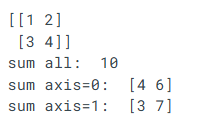 [[1 2]
 [3 4]]
sum all:  10
sum axis=0:  [4 6]
sum axis=1:  [3 7]